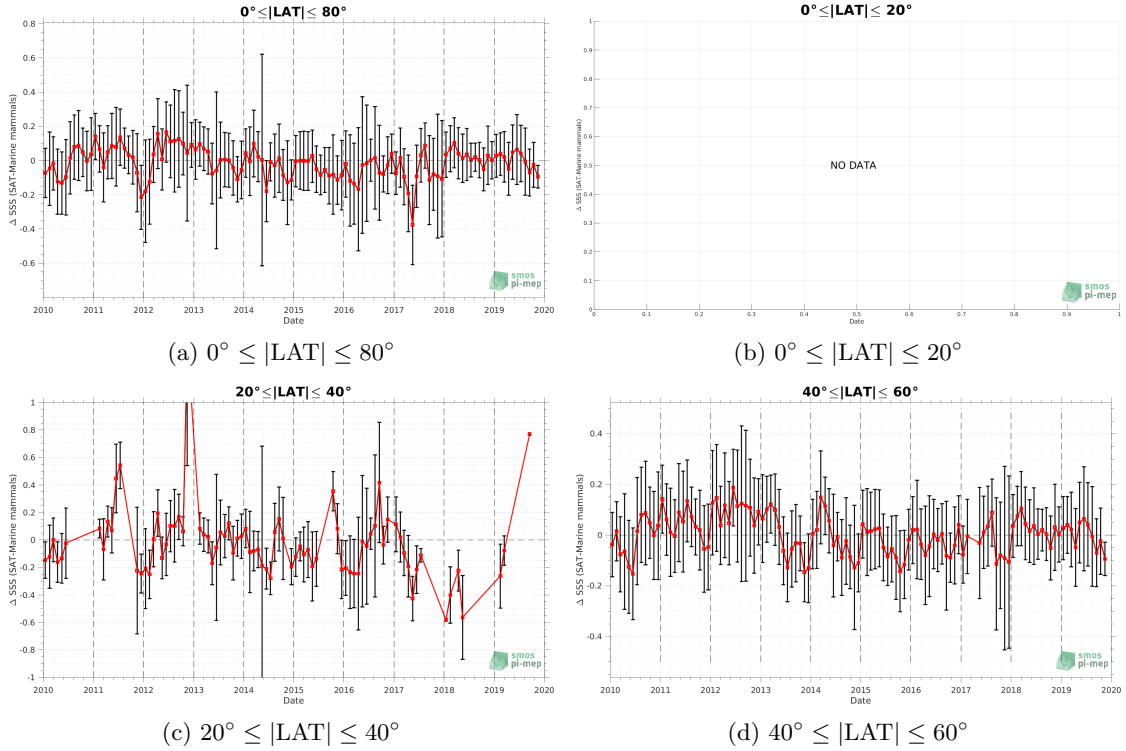 0°≤|LAT|≤ 80°
Δ SSS (SAT-Marine mammals)
0.8
0.6
0.4
0.2
0
-0.2
-0.4
-0.6
2010 2011 2012 2013 2014 2015 2016 2017 2018 2019 2020
Date
smos
pi-mep
(a) 0° ≤ |LAT| ≤ 80°
0°≤|LAT|≤ 20°
Δ SSS (SAT-Marine mammals)
1
0.9
0.8
0.7
0.6
0.5
0.4
0.3
0.2
0.1
0
NO DATA
0 0.1 0.2 0.3 0.4 0.5 0.6 0.7 0.8 0.9 1
Date
smos
pi-mep
(b) 0° ≤ |LAT| ≤ 20°
20°≤|LAT|≤ 40°
Δ SSS (SAT-Marine mammals)
1
0.8
0.6
0.4
0.2
0
-0.2
-0.4
-0.6
-0.8
-1
2010 2011 2012 2013 2014 2015 2016 2017 2018 2019 2020
Date
smos
pi-mep
(c) 20° ≤ |LAT| ≤ 40°
40°≤|LAT|≤ 60°
Δ SSS (SAT-Marine mammals)
0.4
0.2
0
-0.2
-0.4
2010 2011 2012 2013 2014 2015 2016 2017 2018 2019 2020
Date
smos
pi-mep
(d) 40° ≤ |LAT| ≤ 60°